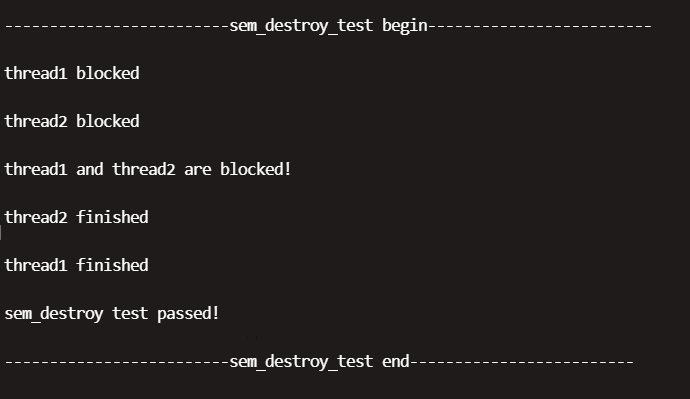 -------------------------sem_destroy_test begin-------------------------
thread1 blocked
thread2 blocked
thread1 and thread2 are blocked!
thread2 finished
thread1 finished
sem_destroy test passed!
-------------------------sem_destroy_test end-------------------------